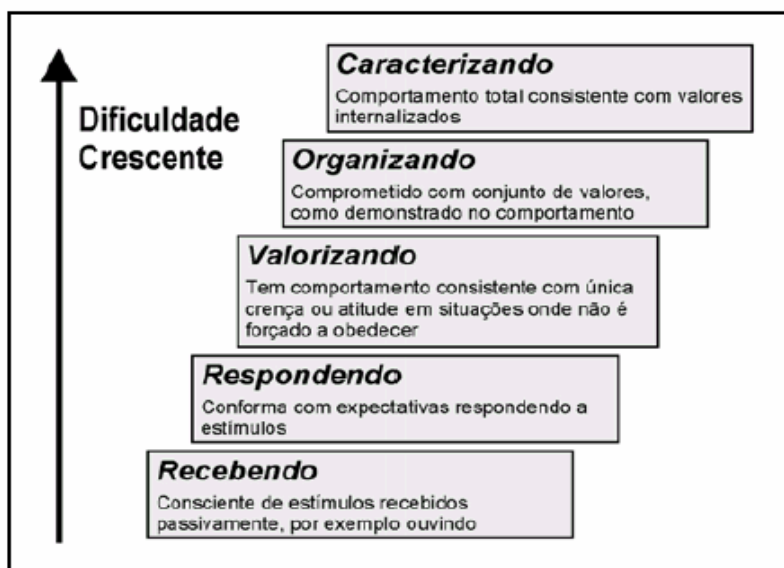 Dificuldade
Crescente
Caracterizando
Comportamento total consistente com valores
internalizados
Organizando
Comprometido com conjunto de valores,
como demonstrado no comportamento
Valorizando
Tem comportamento consistente com única
crença ou atitude em situações onde não é
forçado a obedecer
Respondendo
Conforma com expectativas respondendo a
estímulos
Recebendo
Consciente de estímulos recebidos
passivamente, por exemplo ouvindo